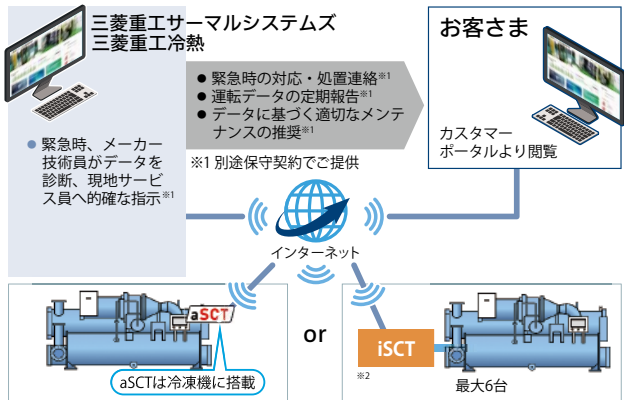 三菱重工サーマルシステムズ
三菱重工冷熱
● 緊急時、メーカー
技術員がデータを
診断、現地サービ
ス員へ的確な指示※1
● 緊急時の対応・処置連絡※1
● 運転データの定期報告※1
● データに基づく適切なメンテ
ナンスの推奨※1
※1 別途保守契約でご提供
お客さま
カスタマー
ポータルより閲覧
インターネット
aSCT
aSCTは冷凍機に搭載
or
iSCT
※2
最大6台